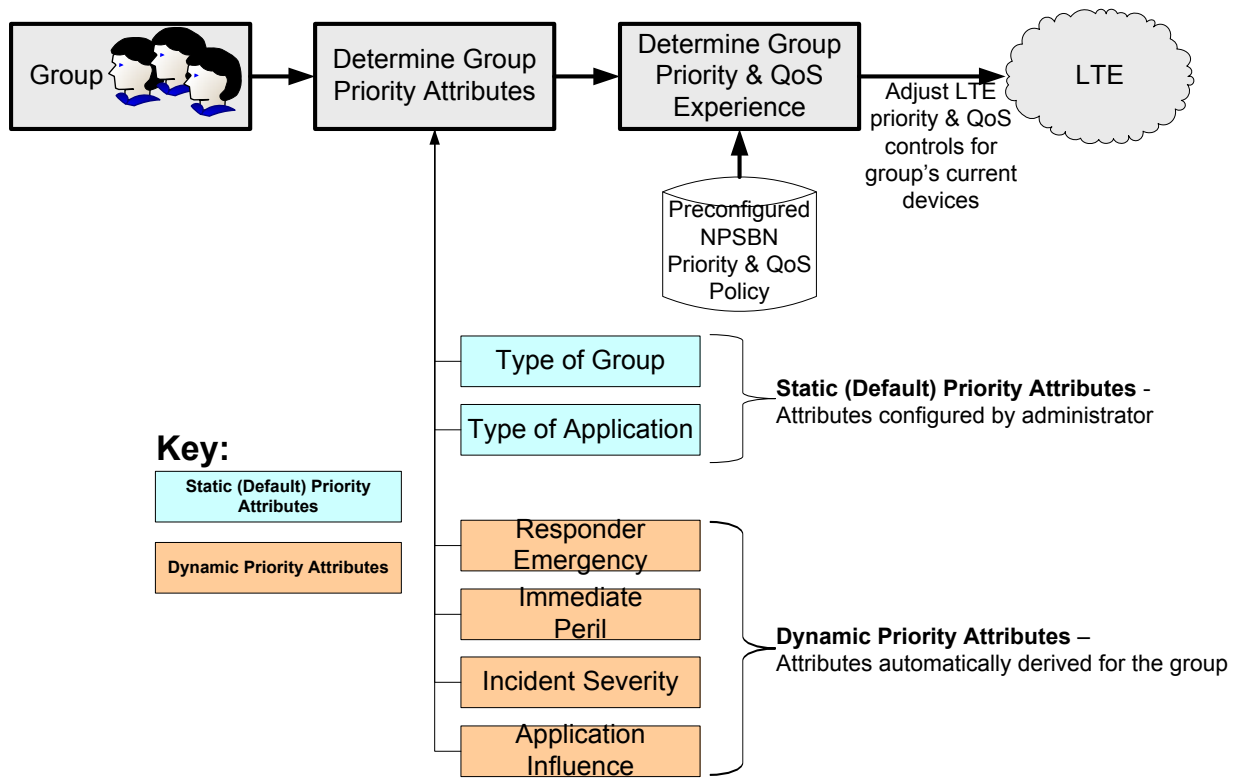 Group
Determine Group
Priority Attributes
Determine Group
Priority & QoS
Experience
LTE
Adjust LTE
priority & QoS
controls for
group's current
devices
Preconfigured
NPSBN
Priority & QoS
Policy
Type of Group
Type of Application
Static (Default) Priority Attributes -
Attributes configured by administrator
Key:
Static (Default) Priority
Attributes
Dynamic Priority Attributes
Responder
Emergency
Immediate
Peril
Incident Severity
Application
Influence
Dynamic Priority Attributes –
Attributes automatically derived for the group